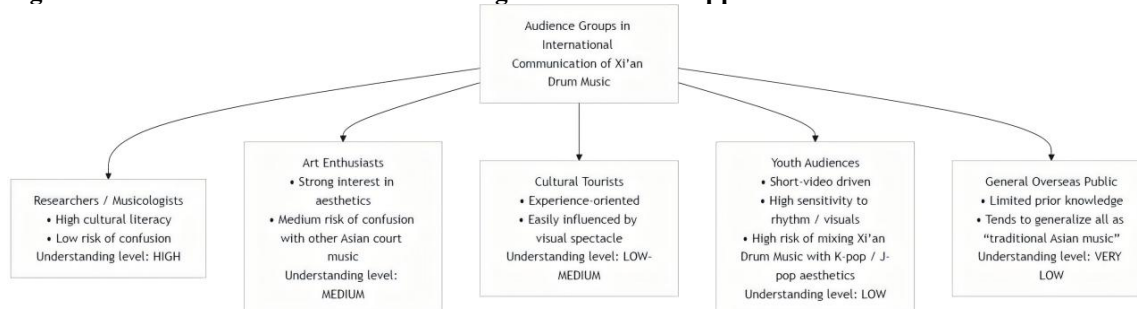 Audience Groups in
International
Communication of Xi'an
Drum Music
Researchers / Musicologists
• High cultural literacy
• Low risk of confusion
Understanding level: HIGH
Art Enthusiasts
• Strong interest in
aesthetics
• Medium risk of confusion
with other Asian court
music
Understanding level:
MEDIUM
Cultural Tourists
• Experience-oriented
• Easily influenced by
visual spectacle
Understanding level: LOW-
MEDIUM
Youth Audiences
• Short-video driven
• High sensitivity to
rhythm / visuals
• High risk of mixing Xi'an
Drum Music with K-pop / J-
pop aesthetics
Understanding level: LOW
General Overseas Public
• Limited prior knowledge
• Tends to generalize all as
“traditional Asian music”
Understanding level: VERY
LOW